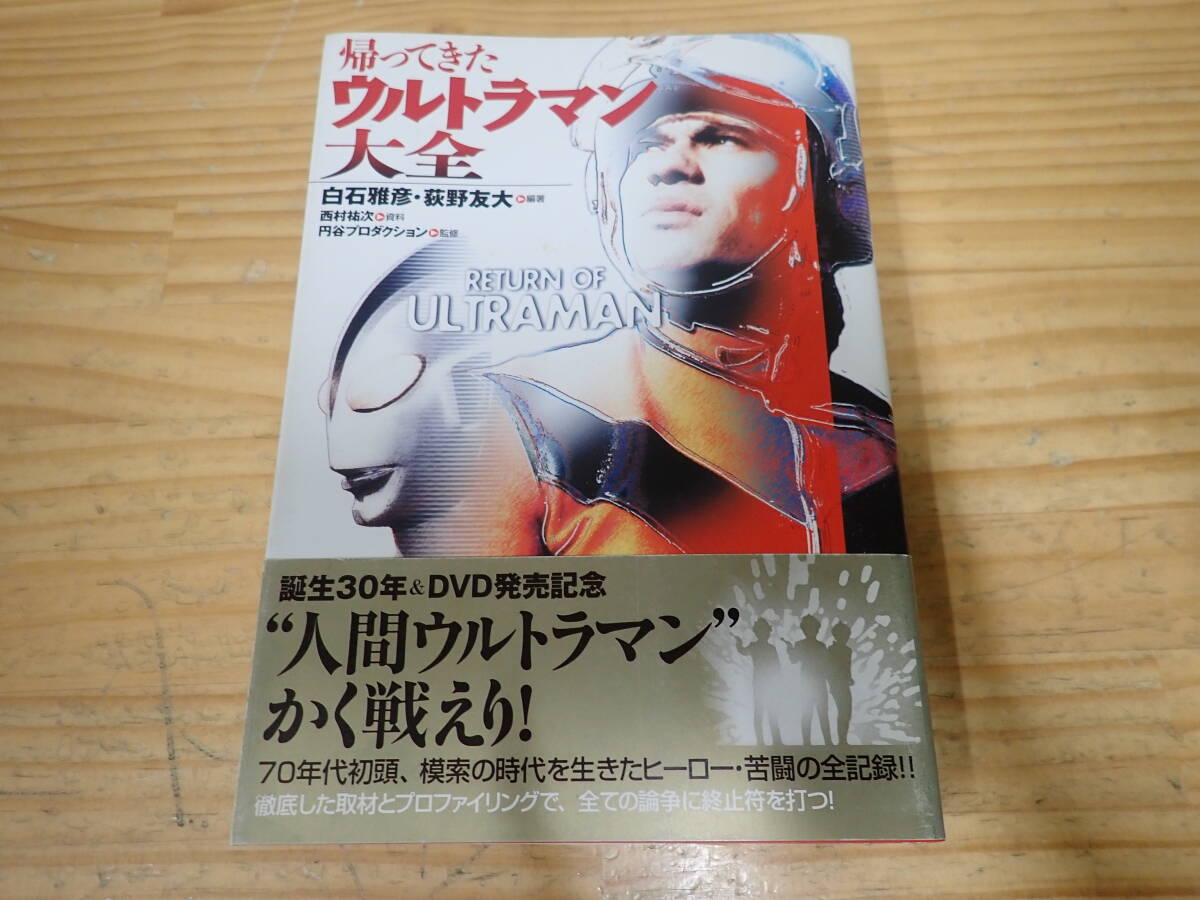 帰ってきた
ウルトラマン
大全
白石雅彦・荻野友大 編著
西村祐次 資料
円谷プロダクション 監修
RETURN OF
ULTRAMAN
誕生30年&DVD発売記念
“人間ウルトラマン”
かく戦えり!
70年代初頭、模索の時代を生きたヒーロー・苦闘の全記録!!
徹底した取材とプロファイリングで、全ての論争に終止符を打つ!